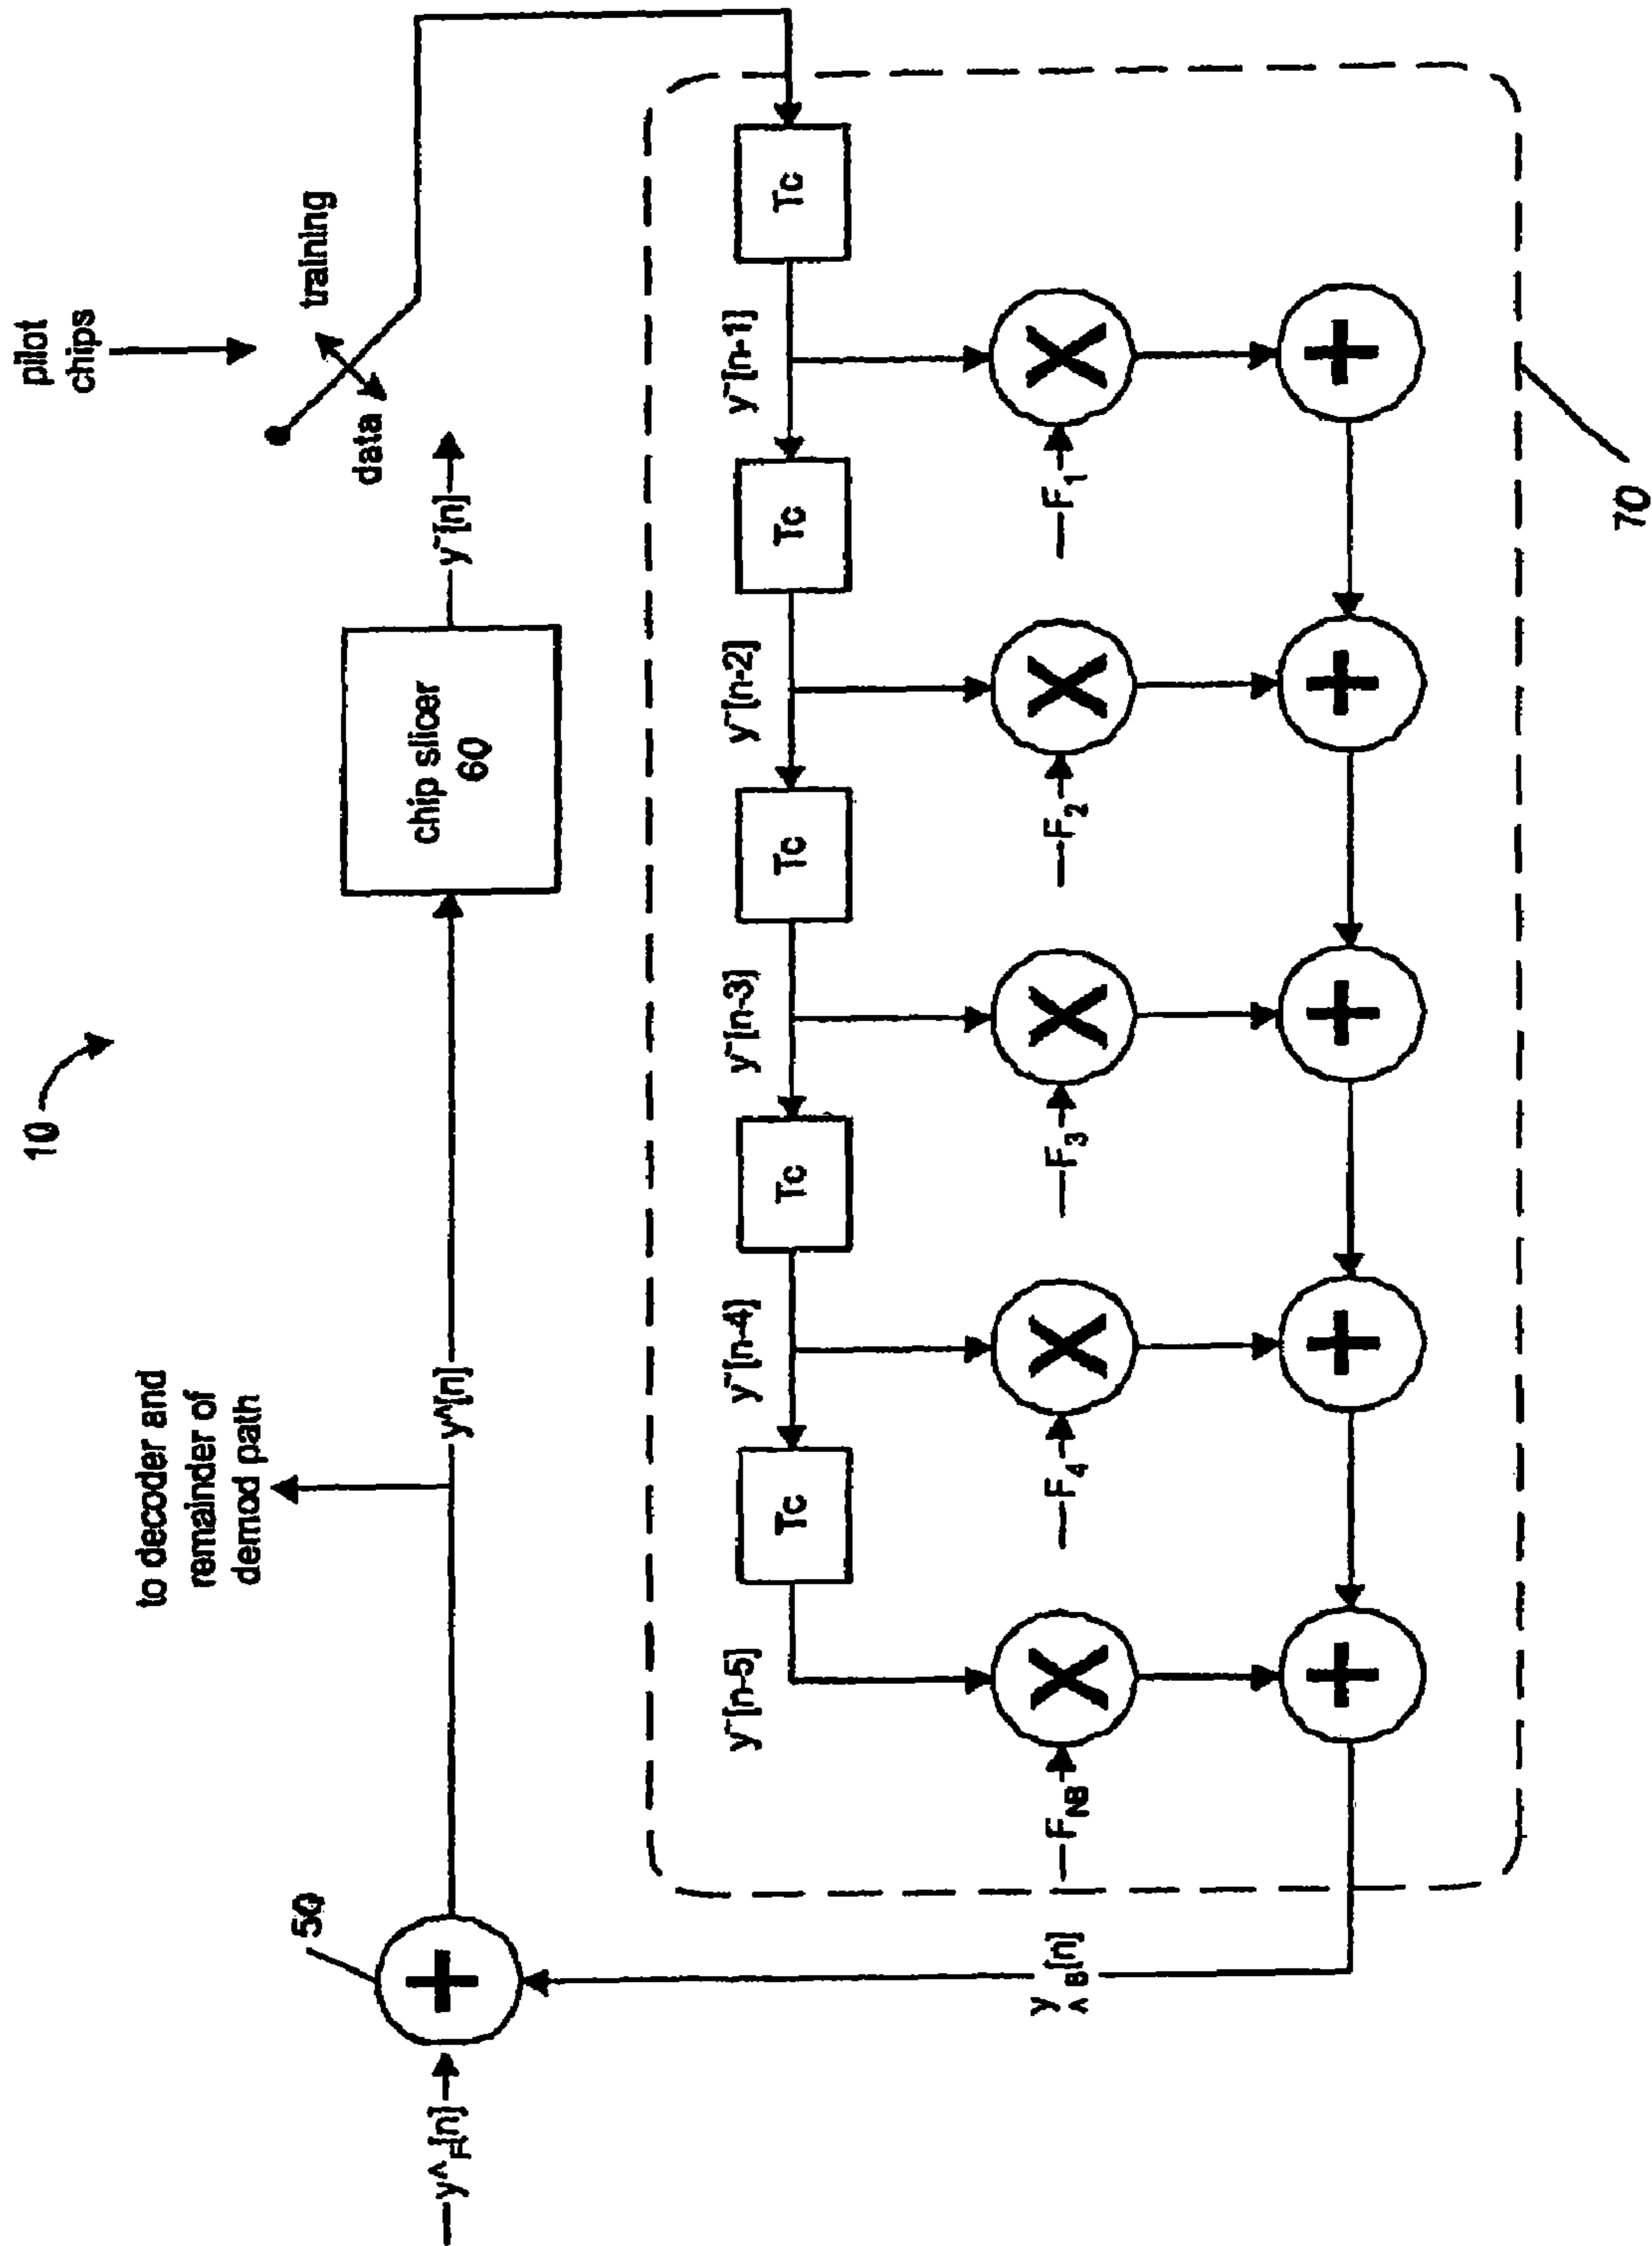 10
pilot
chips
training
data
to decoder and
remainder of
demod path
50
y^F[n]
y^[n]
chip slicer
60
y~[n]
y~[n-5]
y~[n-4]
y~[n-3]
y~[n-2]
y~[n-1]
Tc
Tc
Tc
Tc
Tc
FNB
F4
F3
F2
F1
y^B[n]
70